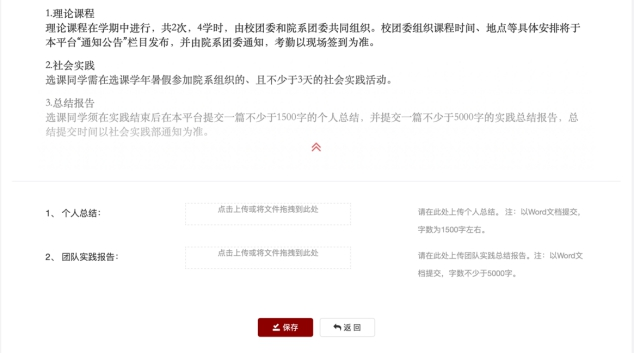 1.理论课程
理论课程在学期中进行，共2次，4学时，由校团委和院系团委共同组织。校团委组织课程时间、地点等具体安排将于
本平台“通知公告”栏目发布，并由院系团委通知，考勤以现场签到为准。
2.社会实践
选课同学需在选课学年暑假参加院系组织的、且不少于3天的社会实践活动。
3.总结报告
选课同学须在实践结束后在本平台提交一篇不少于1500字的个人总结，并提交一篇不少于5000字的实践总结报告，总
结提交时间以社会实践部通知为准。
1、 个人总结：
点击上传或将文件拖拽到此处
请在此处上传个人总结。 注：以Word文档提交，
字数为1500字左右。
2、 团队实践报告：
点击上传或将文件拖拽到此处
请在此处上传团队实践总结报告。注：以Word文
档提交，字数不少于5000字。
保存
返 回